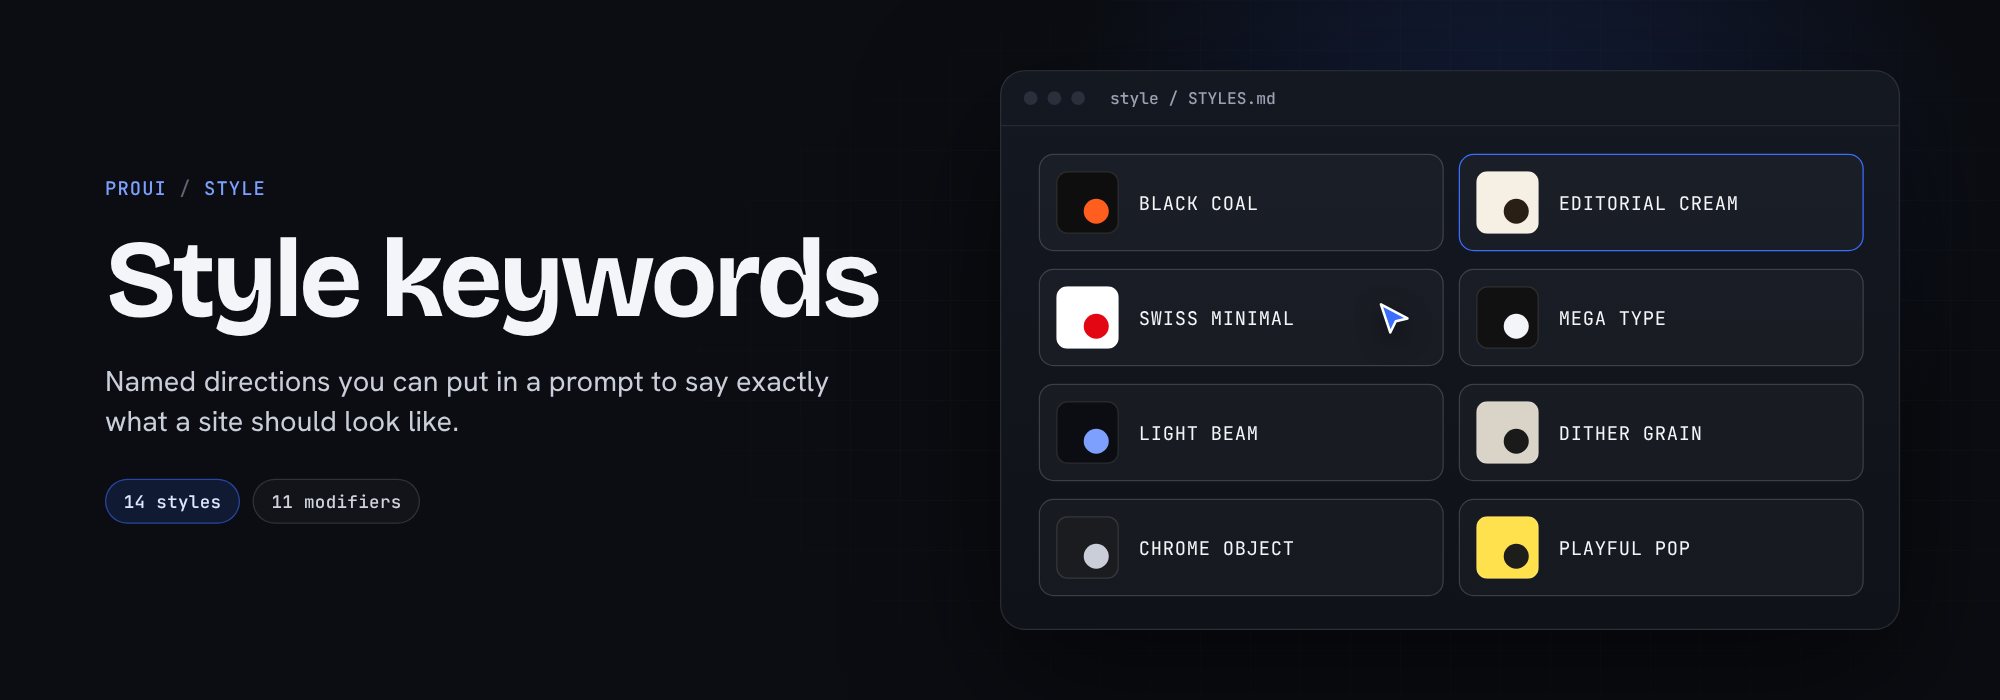 PROUI / STYLE
Style keywords
Named directions you can put in a prompt to say exactly
what a site should look like.
14 styles
11 modifiers
style / STYLES.md
BLACK COAL
EDITORIAL CREAM
SWISS MINIMAL
MEGA TYPE
LIGHT BEAM
DITHER GRAIN
CHROME OBJECT
PLAYFUL POP